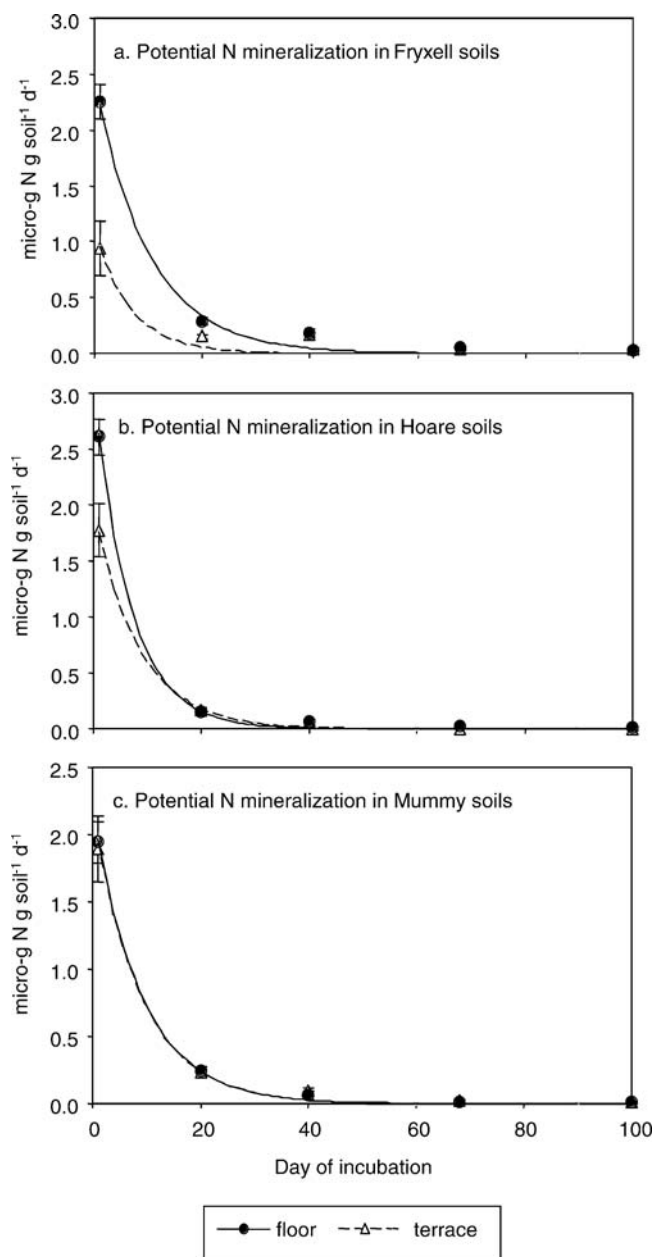 a. Potential N mineralization in Fryxell soils
micro-g N g soil⁻¹ d⁻¹
3.0
2.5
2.0
1.5
1.0
0.5
0.0
b. Potential N mineralization in Hoare soils
micro-g N g soil⁻¹ d⁻¹
3.0
2.5
2.0
1.5
1.0
0.5
0.0
c. Potential N mineralization in Mummy soils
micro-g N g soil⁻¹ d⁻¹
2.5
2.0
1.5
1.0
0.5
0.0
0 20 40 60 80 100
Day of incubation
floor terrace